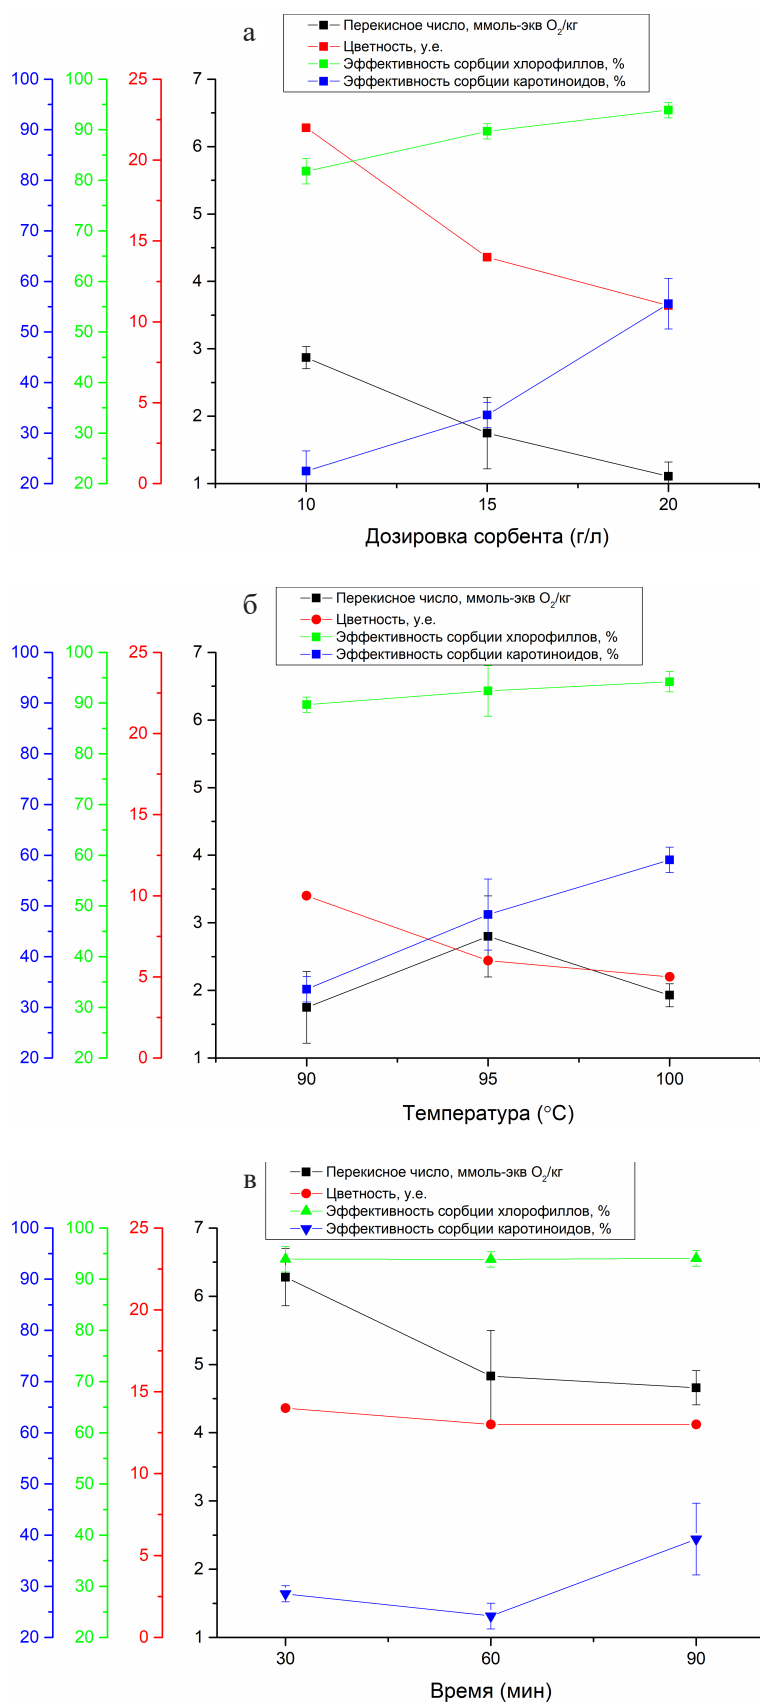 а
Перекисное число, ммоль-экв O₂/кг
Цветность, у.е.
Эффективность сорбции хлорофиллов, %
Эффективность сорбции каротиноидов, %
100 100 25 7
90 90 20 6
80 80 5
70 70 15 4
60 60 10 3
50 50 5 2
40 40 0 1
30 30
20 20
10 15 20
Дозировка сорбента (г/л)
б
Перекисное число, ммоль-экв O₂/кг
Цветность, у.е.
Эффективность сорбции хлорофиллов, %
Эффективность сорбции каротиноидов, %
100 100 25 7
90 90 20 6
80 80 5
70 70 15 4
60 60 10 3
50 50 5 2
40 40 0 1
30 30
20 20
90 95 100
Температура (°C)
в
Перекисное число, ммоль-экв O₂/кг
Цветность, у.е.
Эффективность сорбции хлорофиллов, %
Эффективность сорбции каротиноидов, %
100 100 25 7
90 90 20 6
80 80 5
70 70 15 4
60 60 10 3
50 50 5 2
40 40 0 1
30 30
20 20
30 60 90
Время (мин)